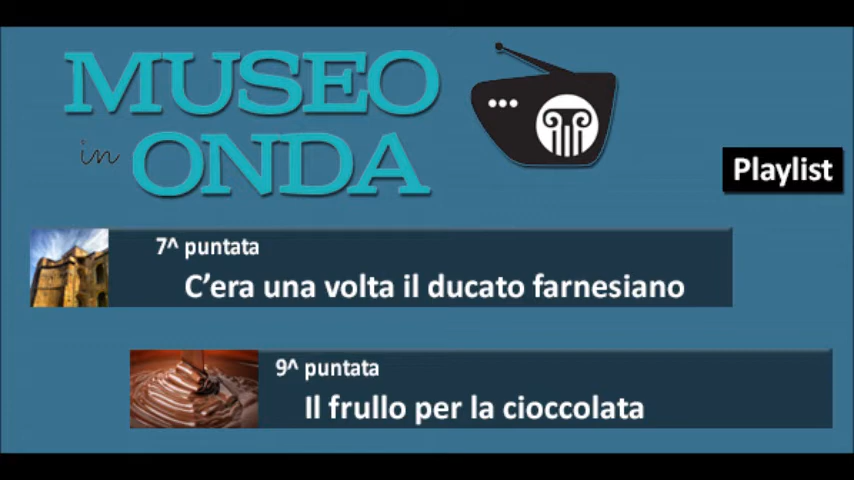 MUSEO
in ONDA
Playlist
7^ puntata
C’era una volta il ducato farnesiano
9^ puntata
Il frullo per la cioccolata